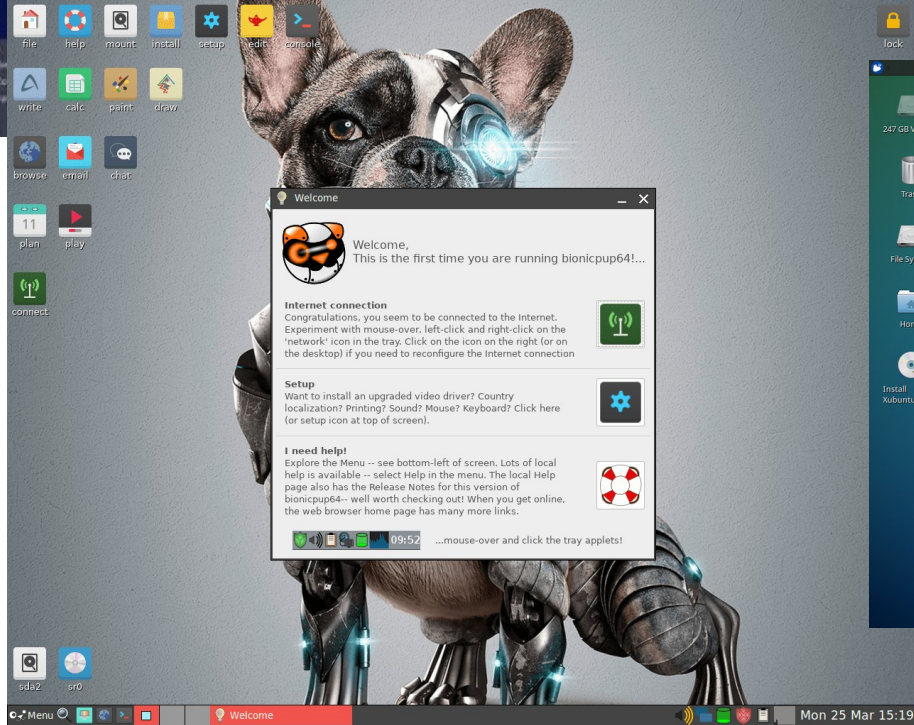 file help mount install setup edit console
lock
write calc paint draw
247 GB V
browse email chat
Tra
11
plan play
File Sy
connect
Hor
Install
Xubuntu
Welcome
Welcome,
This is the first time you are running bionicpup64!...
Internet connection
Congratulations, you seem to be connected to the Internet.
Experiment with mouse-over, left-click and right-click on the
'network' icon in the tray. Click on the icon on the right (or on
the desktop) if you need to reconfigure the Internet connection
Setup
Want to install an upgraded video driver? Country
localization? Printing? Sound? Mouse? Keyboard? Click here
(or setup icon at top of screen).
I need help!
Explore the Menu -- see bottom-left of screen. Lots of local
help is available -- select Help in the menu. The local Help
page also has the Release Notes for this version of
bionicpup64-- well worth checking out! When you get online,
the web browser home page has many more links.
09:52 ...mouse-over and click the tray applets!
sda2 sr0
Menu Welcome Mon 25 Mar 15:19